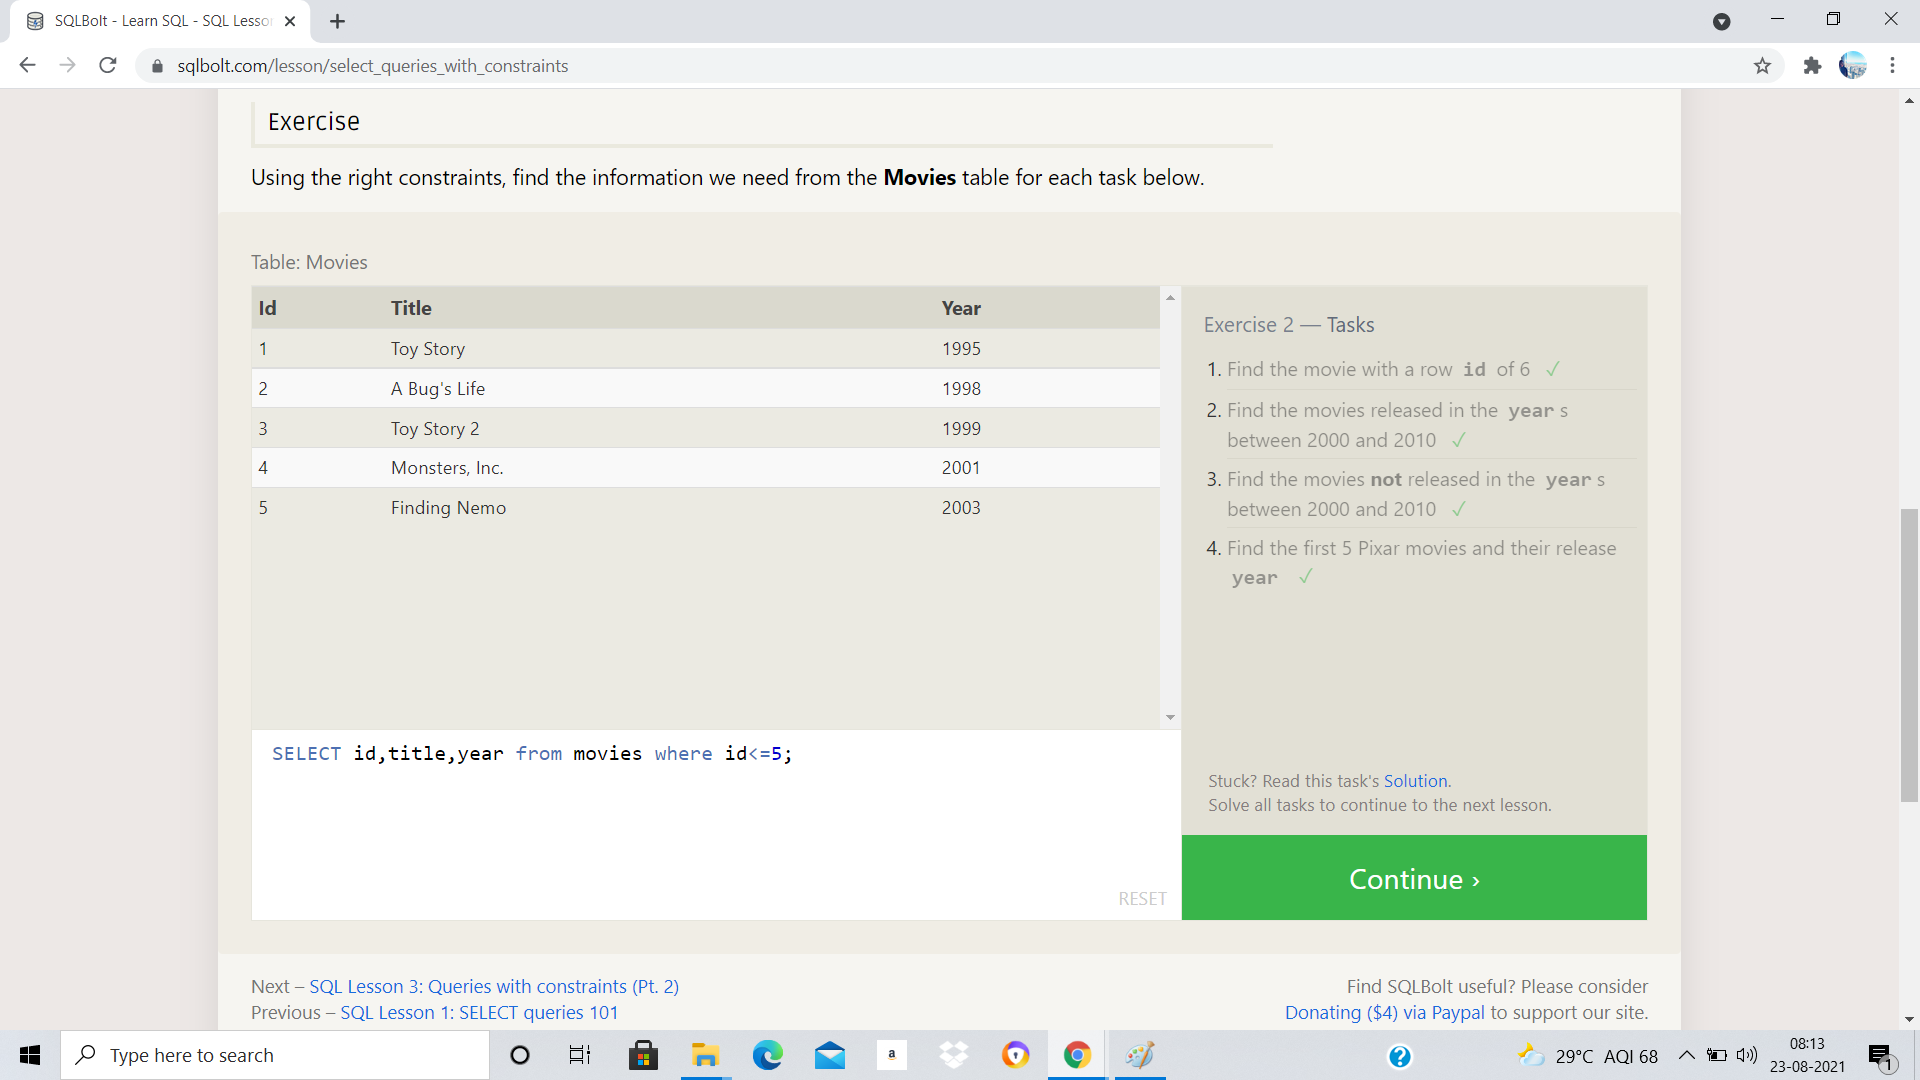 SQLBolt - Learn SQL - SQL Lesso
sqlbolt.com/lesson/select_queries_with_constraints
Exercise
Using the right constraints, find the information we need from the Movies table for each task below.
Table: Movies
Id Title Year
1 Toy Story 1995
2 A Bug's Life 1998
3 Toy Story 2 1999
4 Monsters, Inc. 2001
5 Finding Nemo 2003
SELECT id,title,year from movies where id<=5;
RESET
Exercise 2 — Tasks
1. Find the movie with a row id of 6 ✓
2. Find the movies released in the year s
between 2000 and 2010 ✓
3. Find the movies not released in the year s
between 2000 and 2010 ✓
4. Find the first 5 Pixar movies and their release
year ✓
Stuck? Read this task's Solution.
Solve all tasks to continue to the next lesson.
Continue ›
Next – SQL Lesson 3: Queries with constraints (Pt. 2)
Previous – SQL Lesson 1: SELECT queries 101
Find SQLBolt useful? Please consider
Donating ($4) via Paypal to support our site.
Type here to search
a
29°C AQI 68
08:13
23-08-2021
1